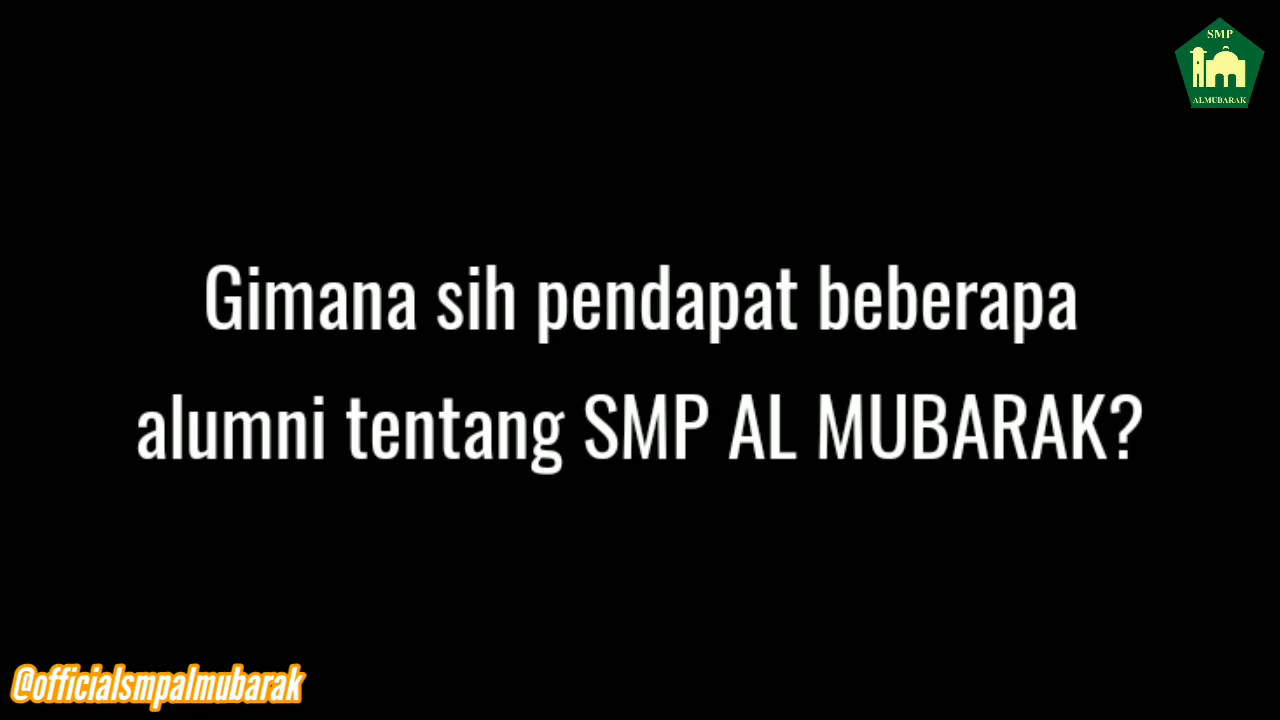 SMP
ALMUBARAK
Gimana sih pendapat beberapa
alumni tentang SMP AL MUBARAK?
@officialsmpalmubarak